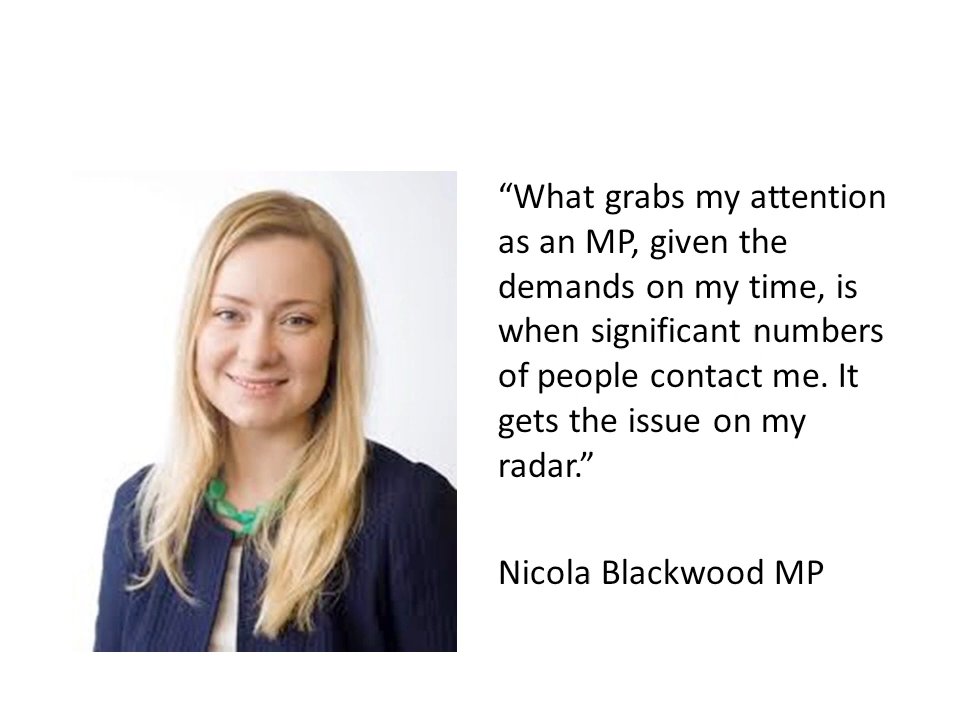 “What grabs my attention
as an MP, given the
demands on my time, is
when significant numbers
of people contact me. It
gets the issue on my
radar.”
Nicola Blackwood MP